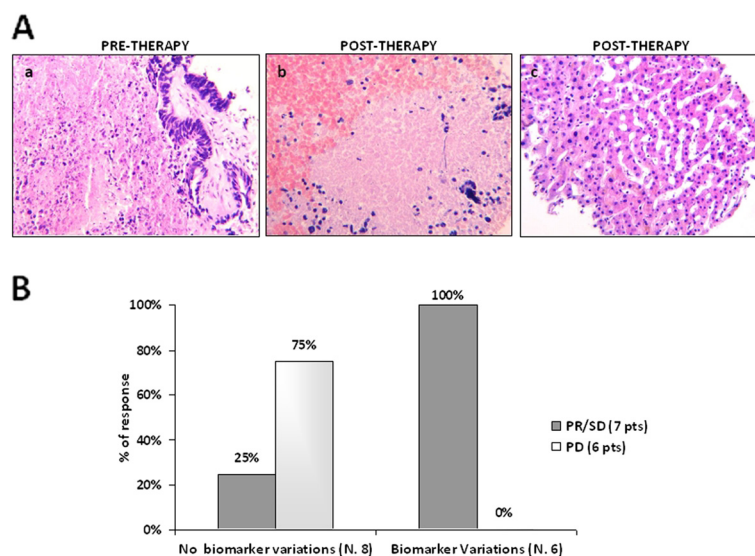 A
PRE-THERAPY
POST-THERAPY
POST-THERAPY
a
b
c
B
% of response
100%
80%
60%
40%
20%
0%
25%
75%
100%
0%
No biomarker variations (N. 8)
Biomarker Variations (N. 6)
PR/SD (7 pts)
PD (6 pts)